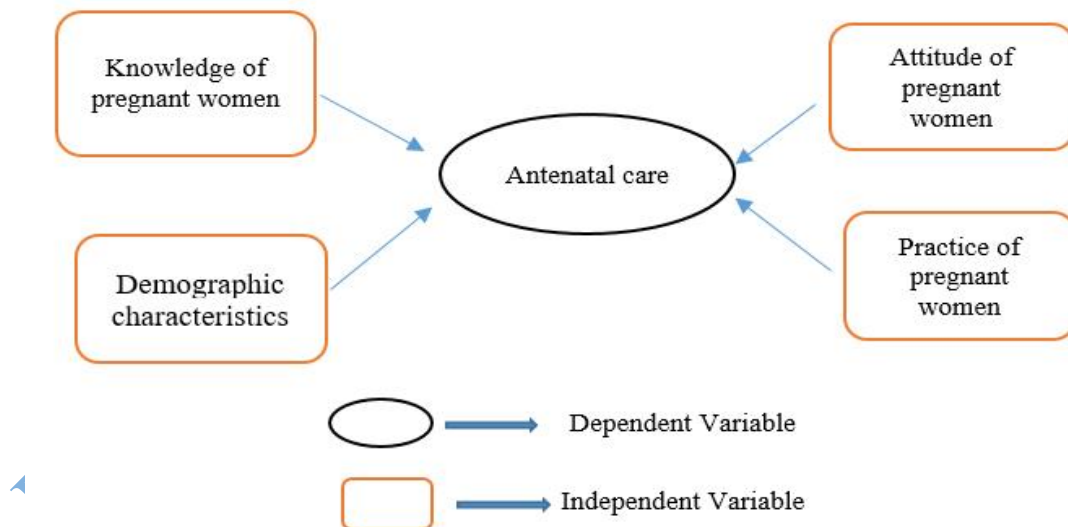 Knowledge of
pregnant women
Attitude of
pregnant
women
Antenatal care
Demographic
characteristics
Practice of
pregnant
women
Dependent Variable
Independent Variable